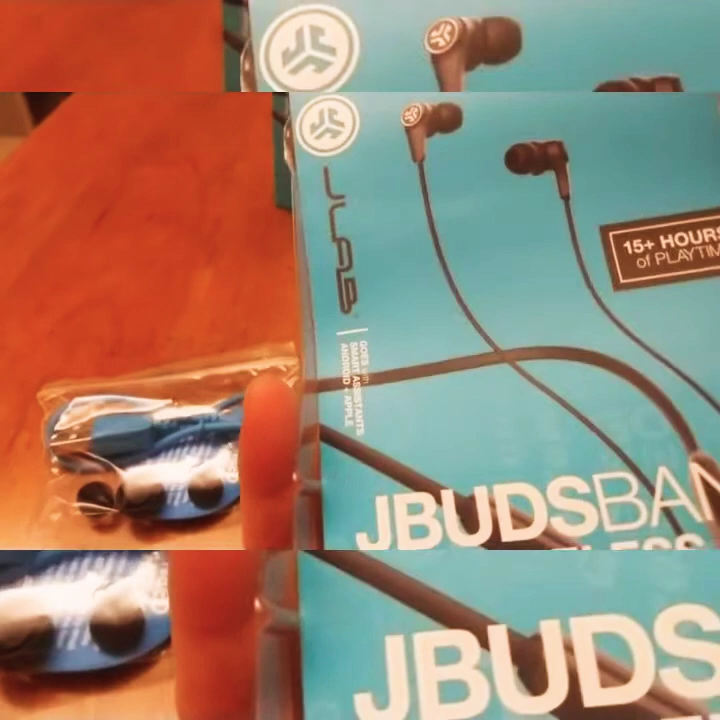 JLAB
15+ HOURS
of PLAYTIM
GOES with
SMART ASSISTANTS
ANDROID + APPLE
JBUDSBAN
JBUDS